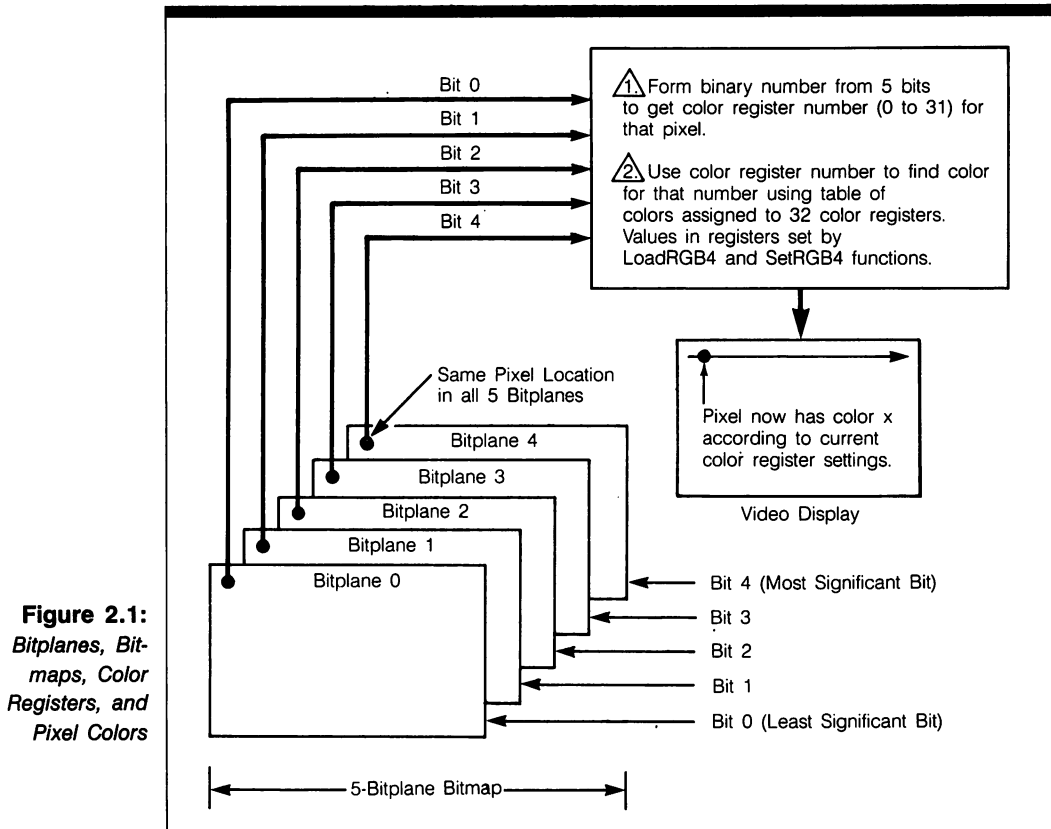 Bit 0
Bit 1
Bit 2
Bit 3
Bit 4
1. Form binary number from 5 bits
to get color register number (0 to 31) for
that pixel.
2. Use color register number to find color
for that number using table of
colors assigned to 32 color registers.
Values in registers set by
LoadRGB4 and SetRGB4 functions.
Same Pixel Location
in all 5 Bitplanes
Pixel now has color x
according to current
color register settings.
Video Display
Bitplane 4
Bitplane 3
Bitplane 2
Bitplane 1
Bitplane 0
Bit 4 (Most Significant Bit)
Bit 3
Bit 2
Bit 1
Bit 0 (Least Significant Bit)
5-Bitplane Bitmap
Figure 2.1:
Bitplanes, Bit-
maps, Color
Registers, and
Pixel Colors